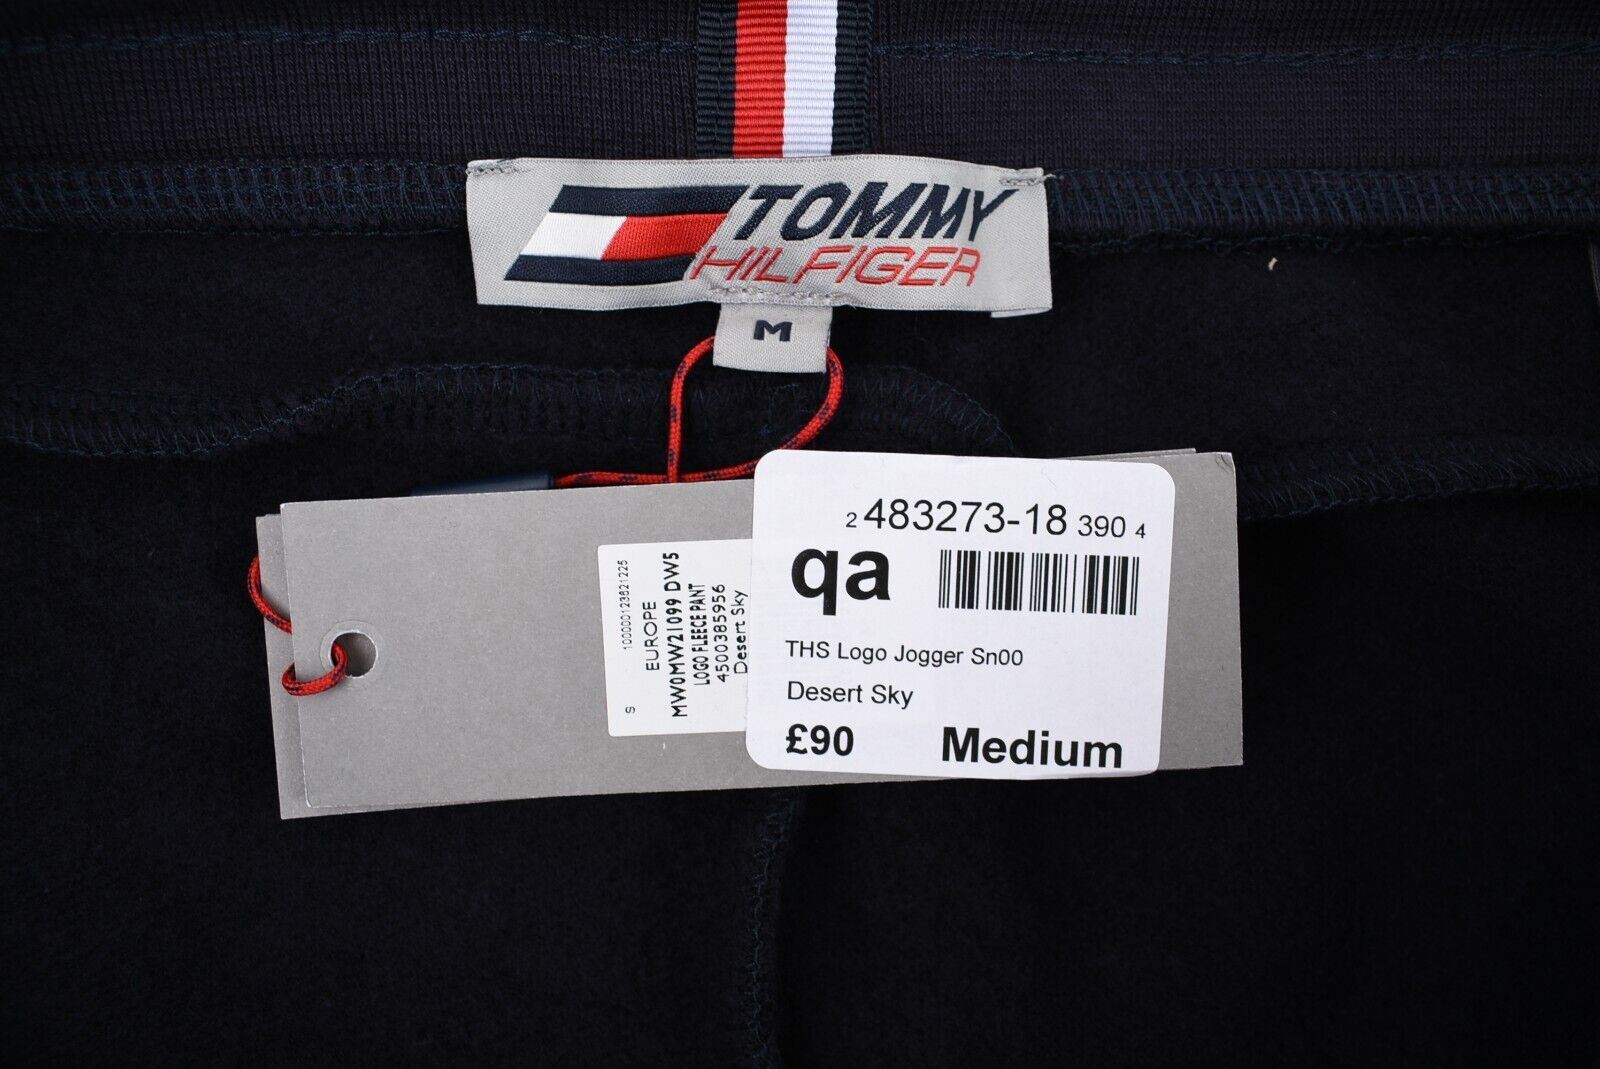 TOMMY
HILFIGER
M
2 483273-18 390 4
qa
THS Logo Jogger Sn00
Desert Sky
£90 Medium
S 100000123621225
EUROPE
MW0MW21099 DW5
LOGO FLEECE PANT
4500385956
Desert Sky